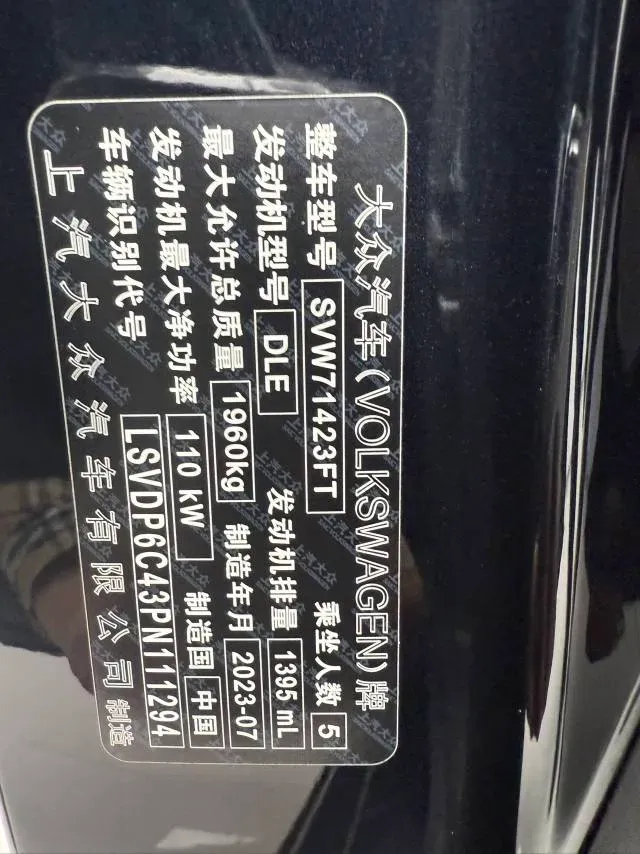 大众汽车(VOLKSWAGEN)牌
整车型号 SVW71423FT 乘坐人数 5
发动机型号 DLE 发动机排量 1395 mL
最大允许总质量 1960kg 制造年月 2023-07
发动机最大净功率 110 kW 制造国 中国
车辆识别代号 LSVDP6C43PN111294
上汽大众汽车有限公司 制造